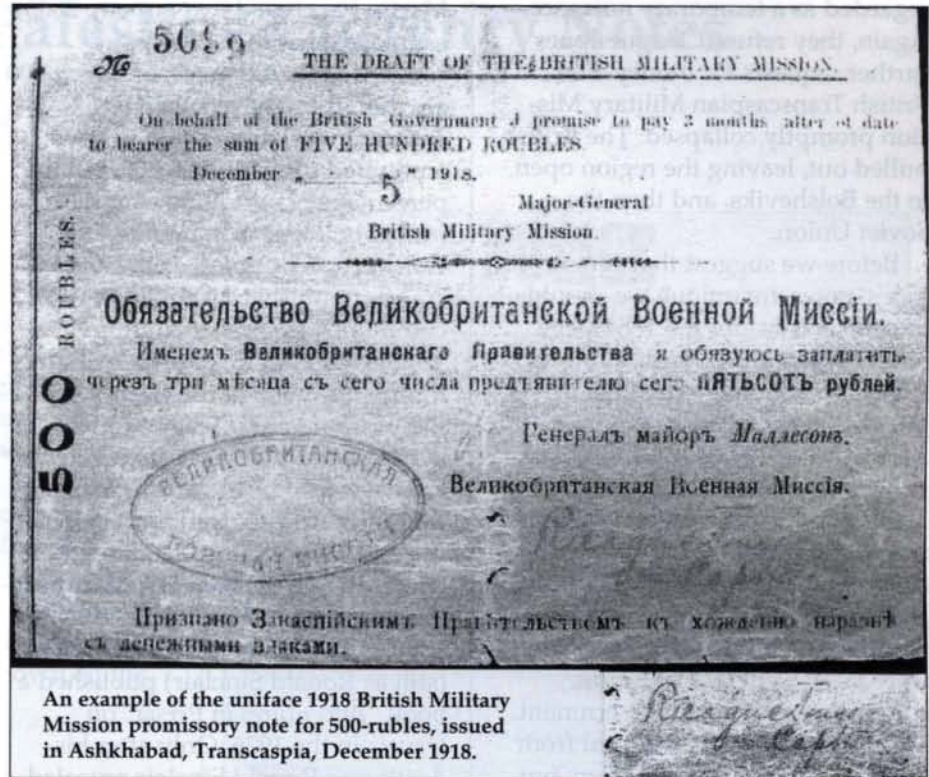 5080
№ THE DRAFT OF THE BRITISH MILITARY MISSION.
On behalf of the British Government J promise to pay 3 months after ot date
to bearer the sum of FIVE HUNDRED ROUBLES
December „ 5 " 1918.
Major-General
British Military Mission.
500 ROUBLES.
Обязательство Великобританской Военной Миссіи.
Именемъ Великобританскаго Правительства я обязуюсь заплатить
черезъ три мѣсяца съ сего числа предъявителю сего ПЯТЬСОТЪ рублей.
Генералъ майоръ Маллесонъ.
Великобританская Военная Миссія.
Признано Закаспійскимъ Правительствомъ къ хожденію наравнѣ
съ денежными знаками.
An example of the uniface 1918 British Military
Mission promissory note for 500-rubles, issued
in Ashkhabad, Transcaspia, December 1918.